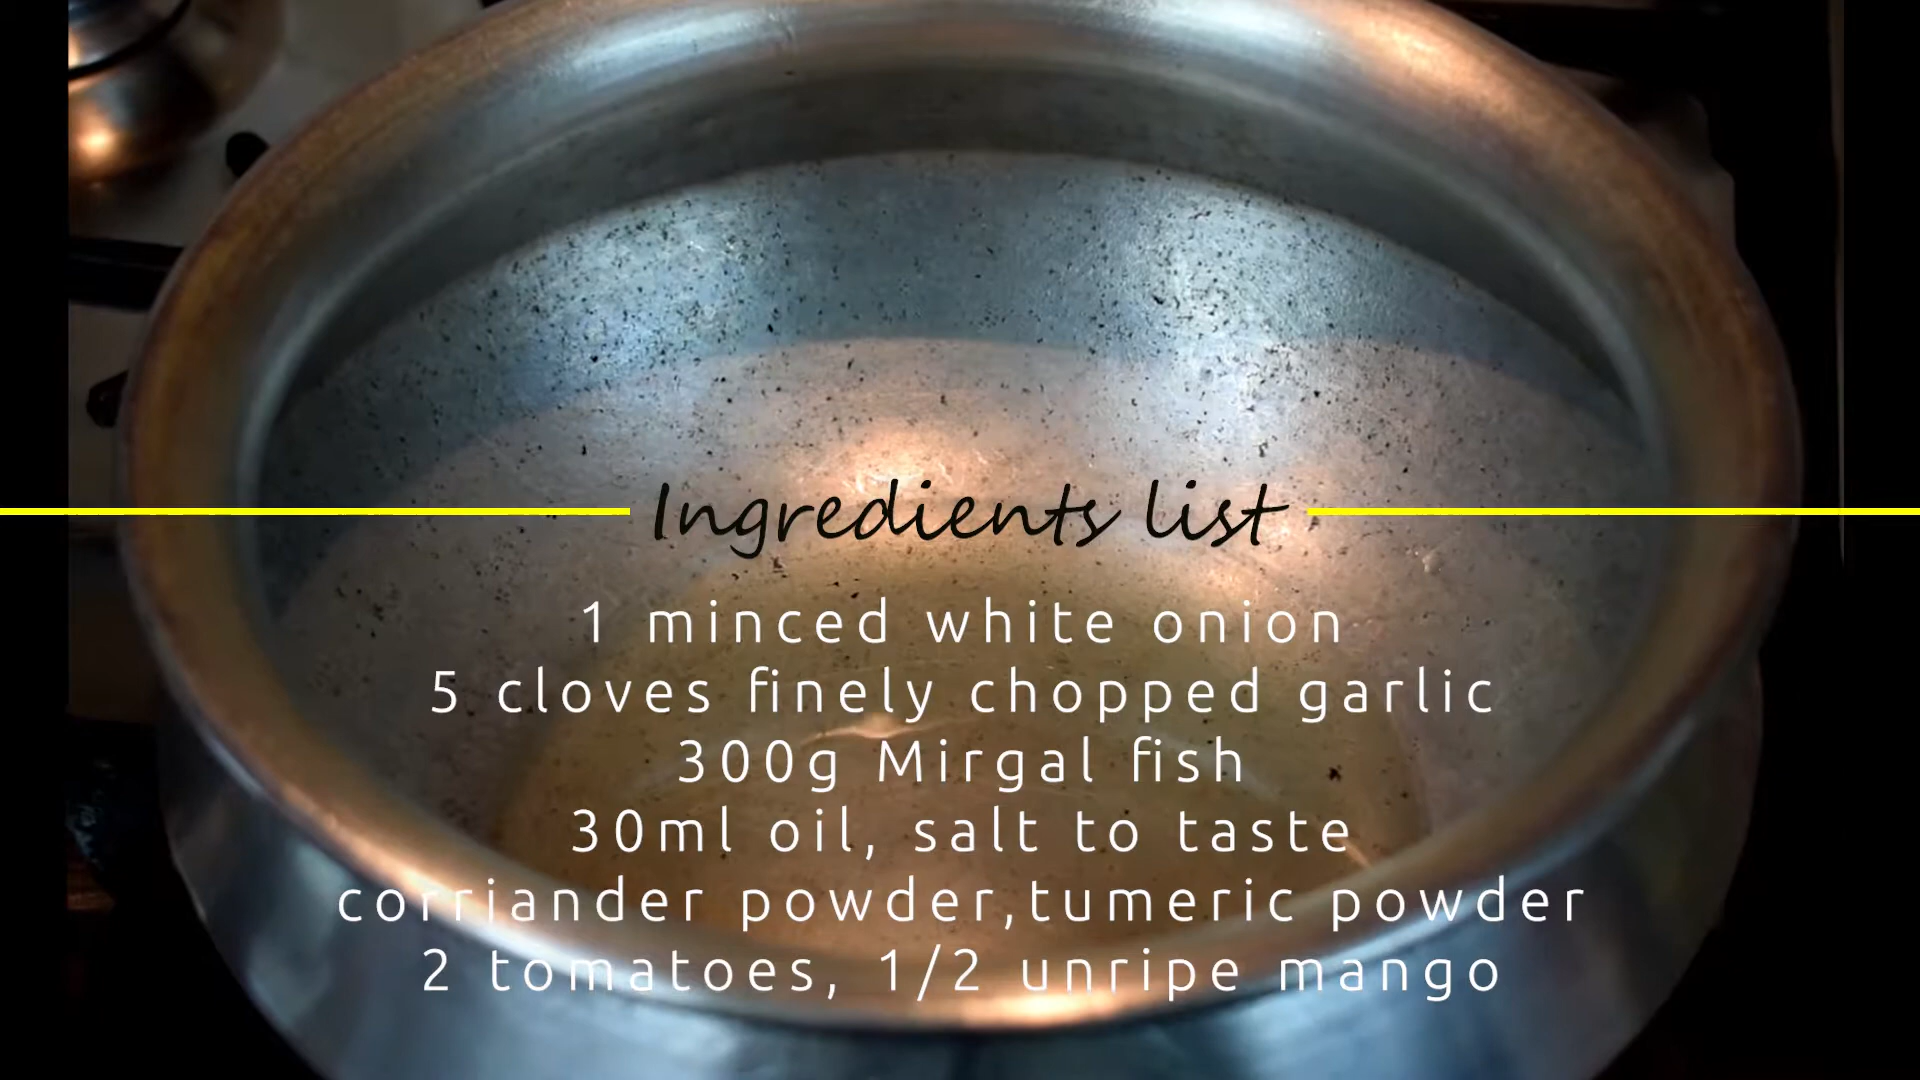 Ingredients list
1 minced white onion
5 cloves finely chopped garlic
300g Mirgal fish
30ml oil, salt to taste
corriander powder,tumeric powder
2 tomatoes, 1/2 unripe mango